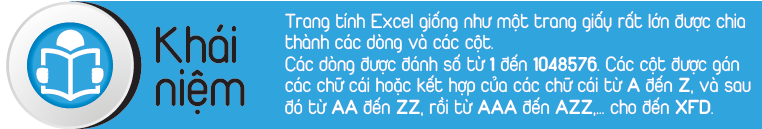 Khái
niệm
Trang tính Excel giống như một trang giấy rất lớn được chia
thành các dòng và các cột.
Các dòng được đánh số từ 1 đến 1048576. Các cột được gán
các chữ cái hoặc kết hợp của các chữ cái từ A đến Z, và sau
đó từ AA đến ZZ, rồi từ AAA đến AZZ,... cho đến XFD.